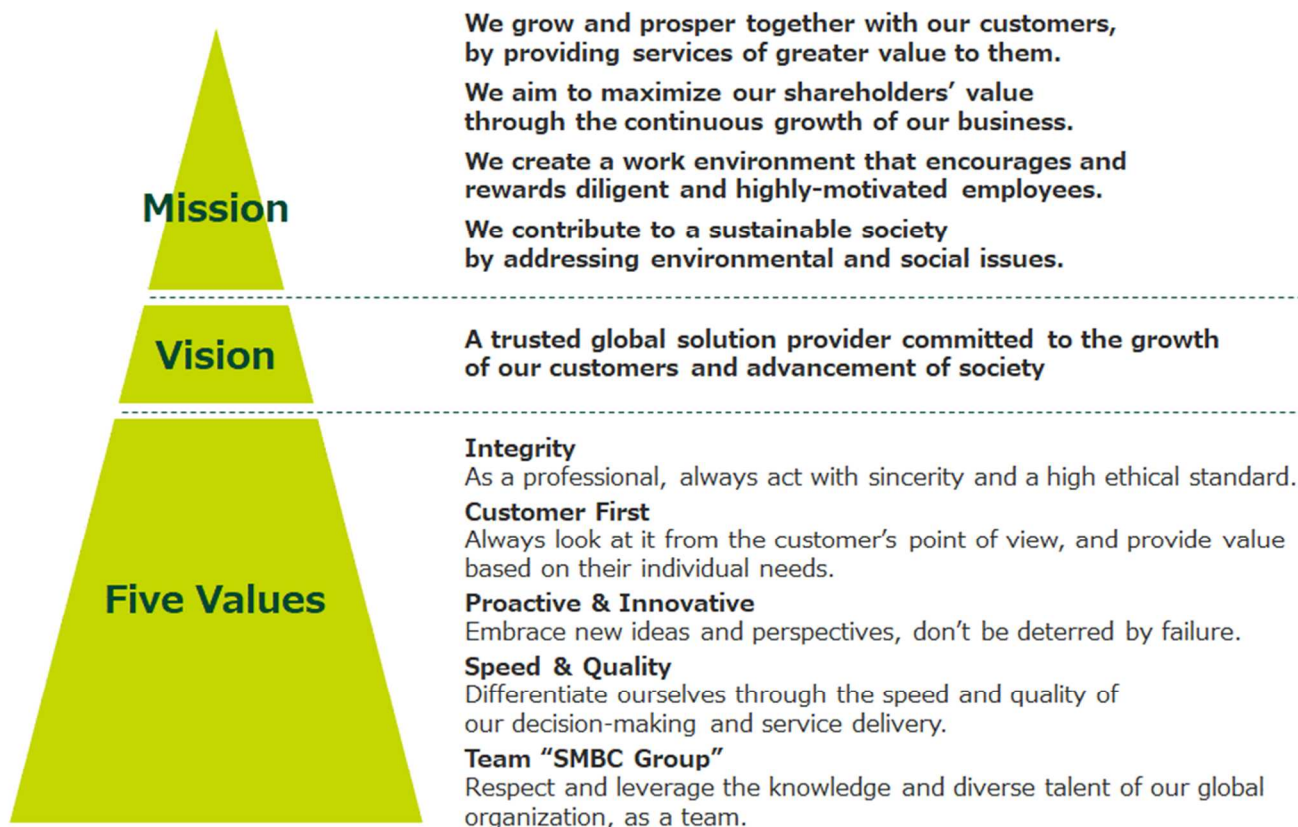 We grow and prosper together with our customers,
by providing services of greater value to them.
We aim to maximize our shareholders’ value
through the continuous growth of our business.
We create a work environment that encourages and
rewards diligent and highly-motivated employees.
We contribute to a sustainable society
by addressing environmental and social issues.
Mission
Vision
A trusted global solution provider committed to the growth
of our customers and advancement of society
Five Values
Integrity
As a professional, always act with sincerity and a high ethical standard.
Customer First
Always look at it from the customer’s point of view, and provide value
based on their individual needs.
Proactive & Innovative
Embrace new ideas and perspectives, don’t be deterred by failure.
Speed & Quality
Differentiate ourselves through the speed and quality of
our decision-making and service delivery.
Team “SMBC Group”
Respect and leverage the knowledge and diverse talent of our global
organization, as a team.